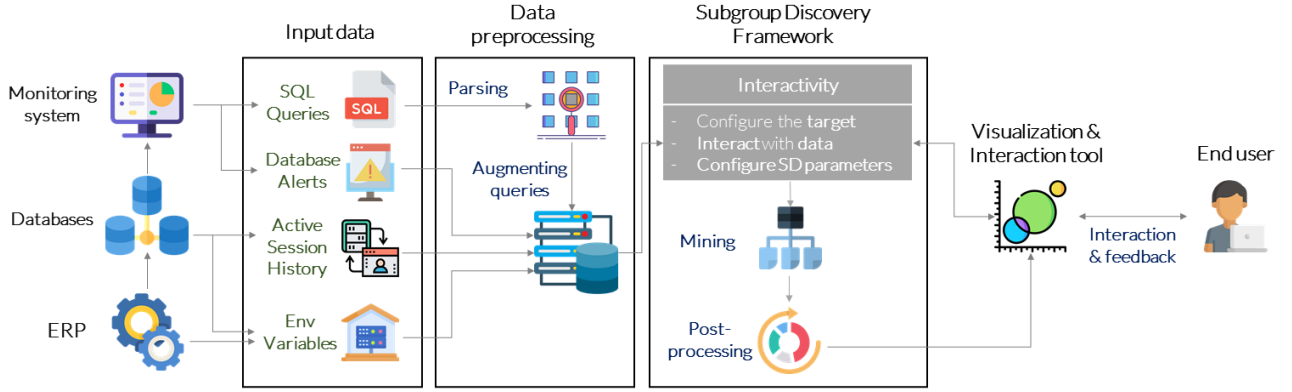 Input data
Data
preprocessing
Subgroup Discovery
Framework
Monitoring
system
Databases
ERP
SQL
Queries
SQL
Database
Alerts
Active
Session
History
Env
Variables
Parsing
Augmenting
queries
Interactivity
- Configure the target
- Interact with data
- Configure SD parameters
Mining
Post-
processing
Visualization &
Interaction tool
Interaction
& feedback
End user